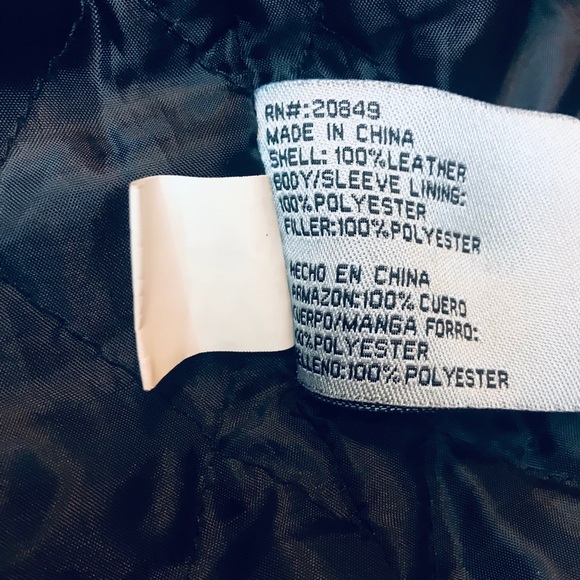 RN#:20849
MADE IN CHINA
SHELL: 100%LEATHER
BODY/SLEEVE LINING:
100%POLYESTER
FILLER:100%POLYESTER
HECHO EN CHINA
ARMAZON:100% CUERO
CUERPO/MANGA FORRO:
100%POLYESTER
RELLENO:100%POLYESTER